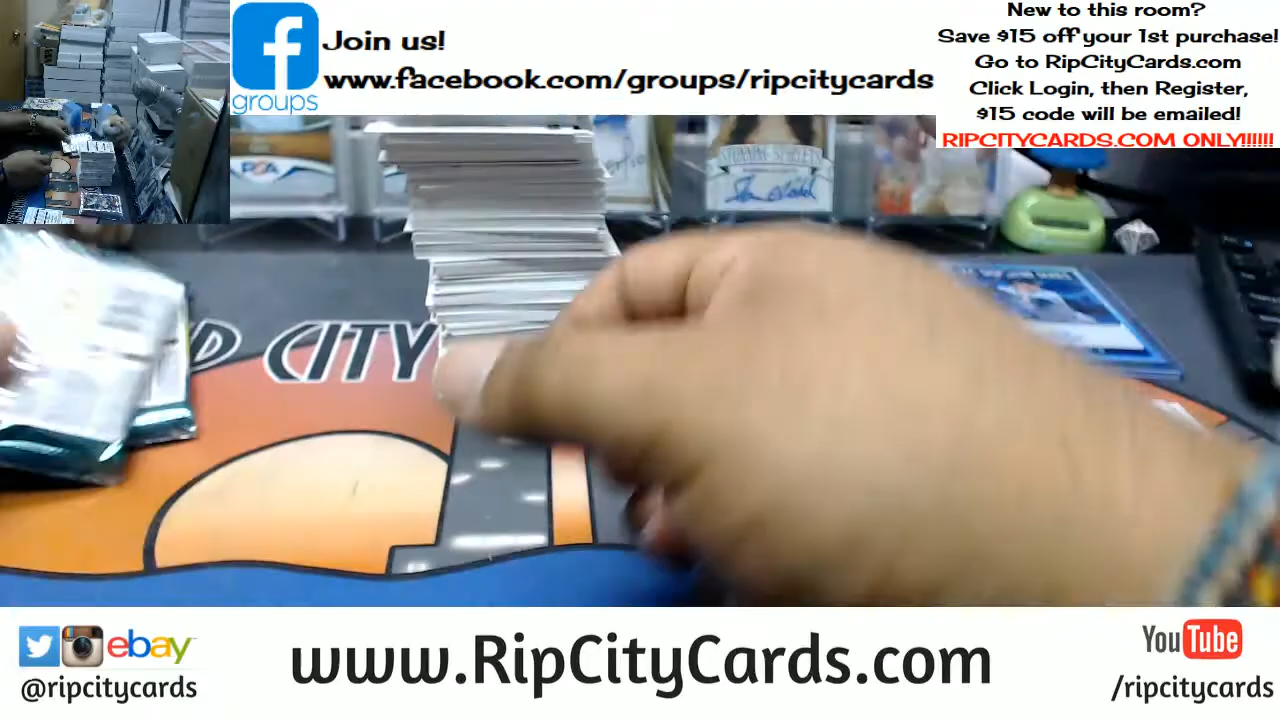 Join us!
www.facebook.com/groups/ripcitycards
groups
New to this room?
Save $15 off your 1st purchase!
Go to RipCityCards.com
Click Login, then Register,
$15 code will be emailed!
RIPCITYCARDS.COM ONLY!!!!!!
PSA
CITY
ebay
@ripcitycards
www.RipCityCards.com
YouTube
/ripcitycards